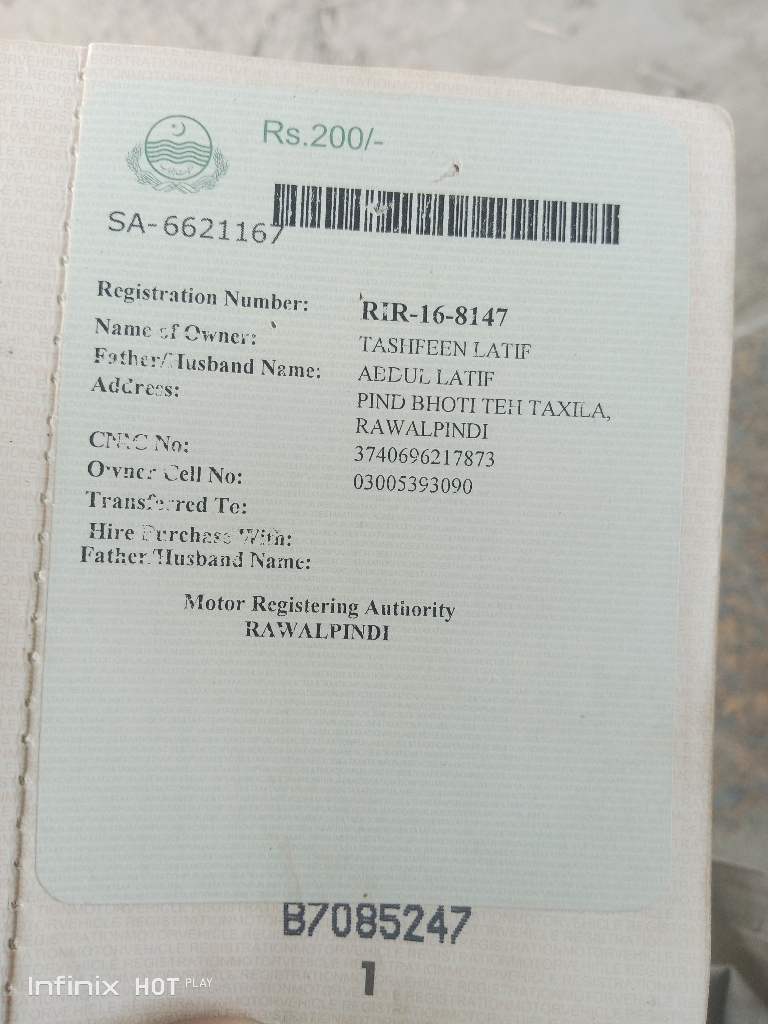 Rs.200/-
SA-6621167
Registration Number: RIR-16-8147
Name of Owner: TASHFEEN LATIF
Father/Husband Name: ABDUL LATIF
Address: PIND BHOTI TEH TAXILA,
RAWALPINDI
CNIC No: 3740696217873
Owner Cell No: 03005393090
Transferred To:
Hire Purchase With:
Father/Husband Name:
Motor Registering Authority
RAWALPINDI
B7085247
1
Infinix HOT PLAY